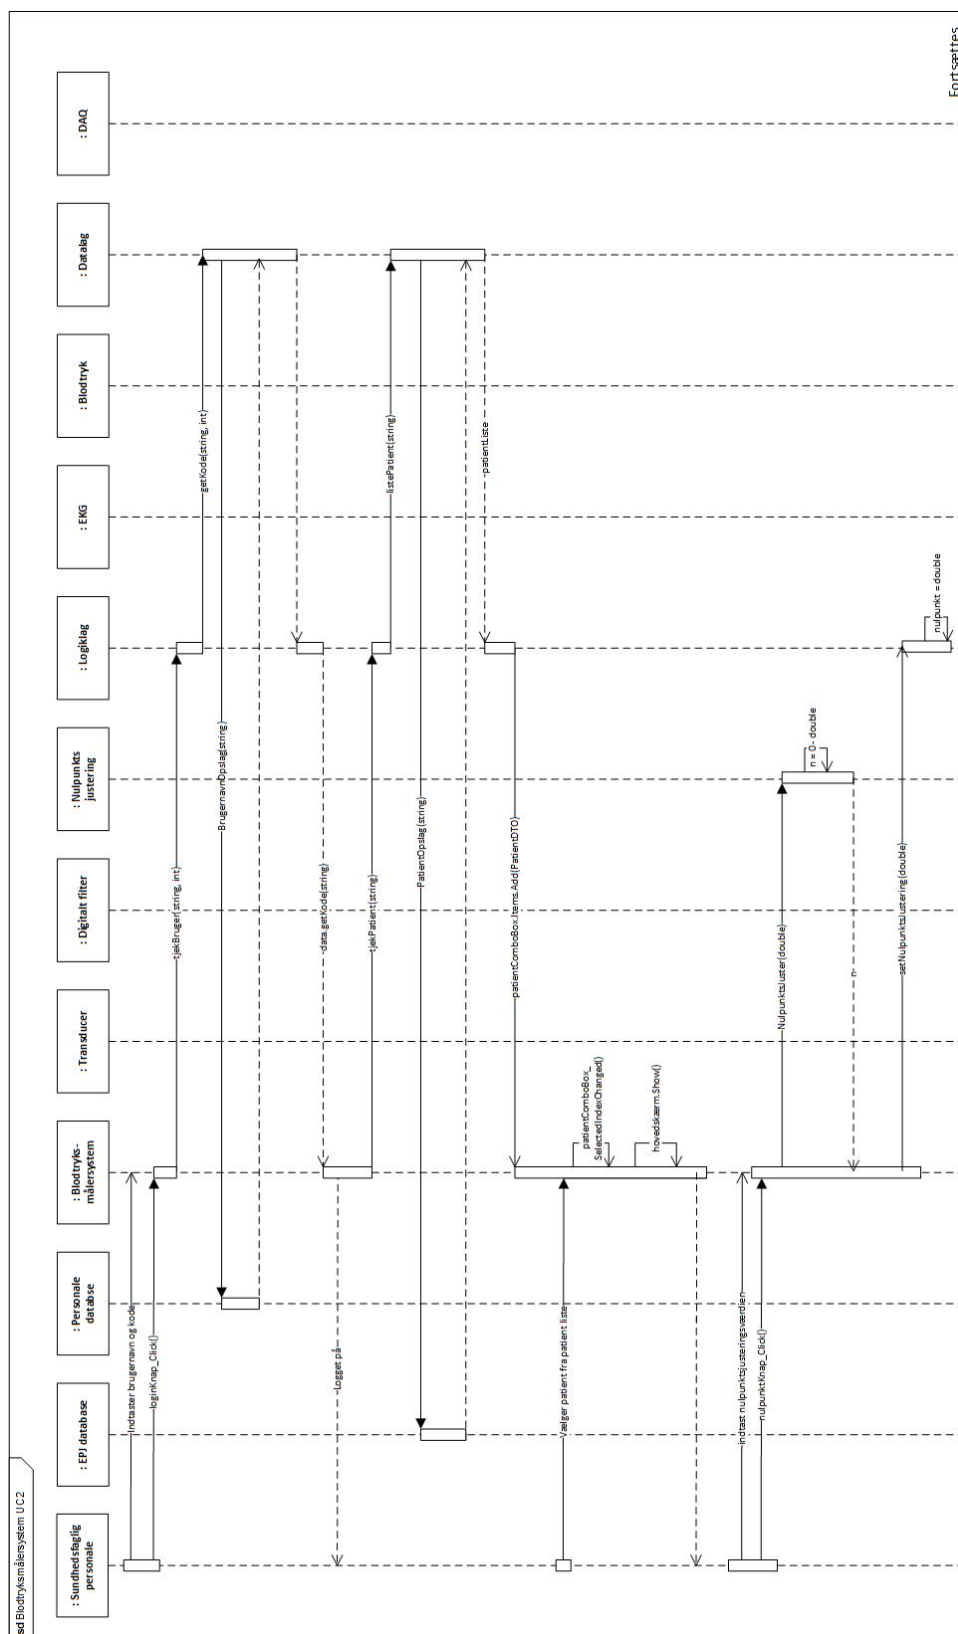 sd Blodtryksmålersystem UC2
: Sundhedsfaglig
personale
: EPJ database
: Personale
databse
: Blodtryks-
målersystem
: Transducer
: Digitalt filter
: Nulpunkts
justering
: Logiklag
: EKG
: Blodtryk
: Datalag
: DAQ
Indtaster brugernavn og kode
loginKnap_Click()
tjekBruger(string, int)
getKode(string, int)
BrugernavnOpslag(string)
data.getKode(string)
Logget på
tjekPatient(string)
listePatient(string)
PatientOpslag(string)
patientListe
patientComboBox.Items.Add(PatientDTO)
Vælger patient fra patient liste
patientComboBox_
SelectedIndexChanged()
hovedskærm.Show()
indtast nulpunktsjusteringsværdien
nulpunktKnap_Click()
NulpunktsJuster(double)
n = 0 - double
n
setNulpunktsJustering(double)
nulpunkt = double
Fortsættes